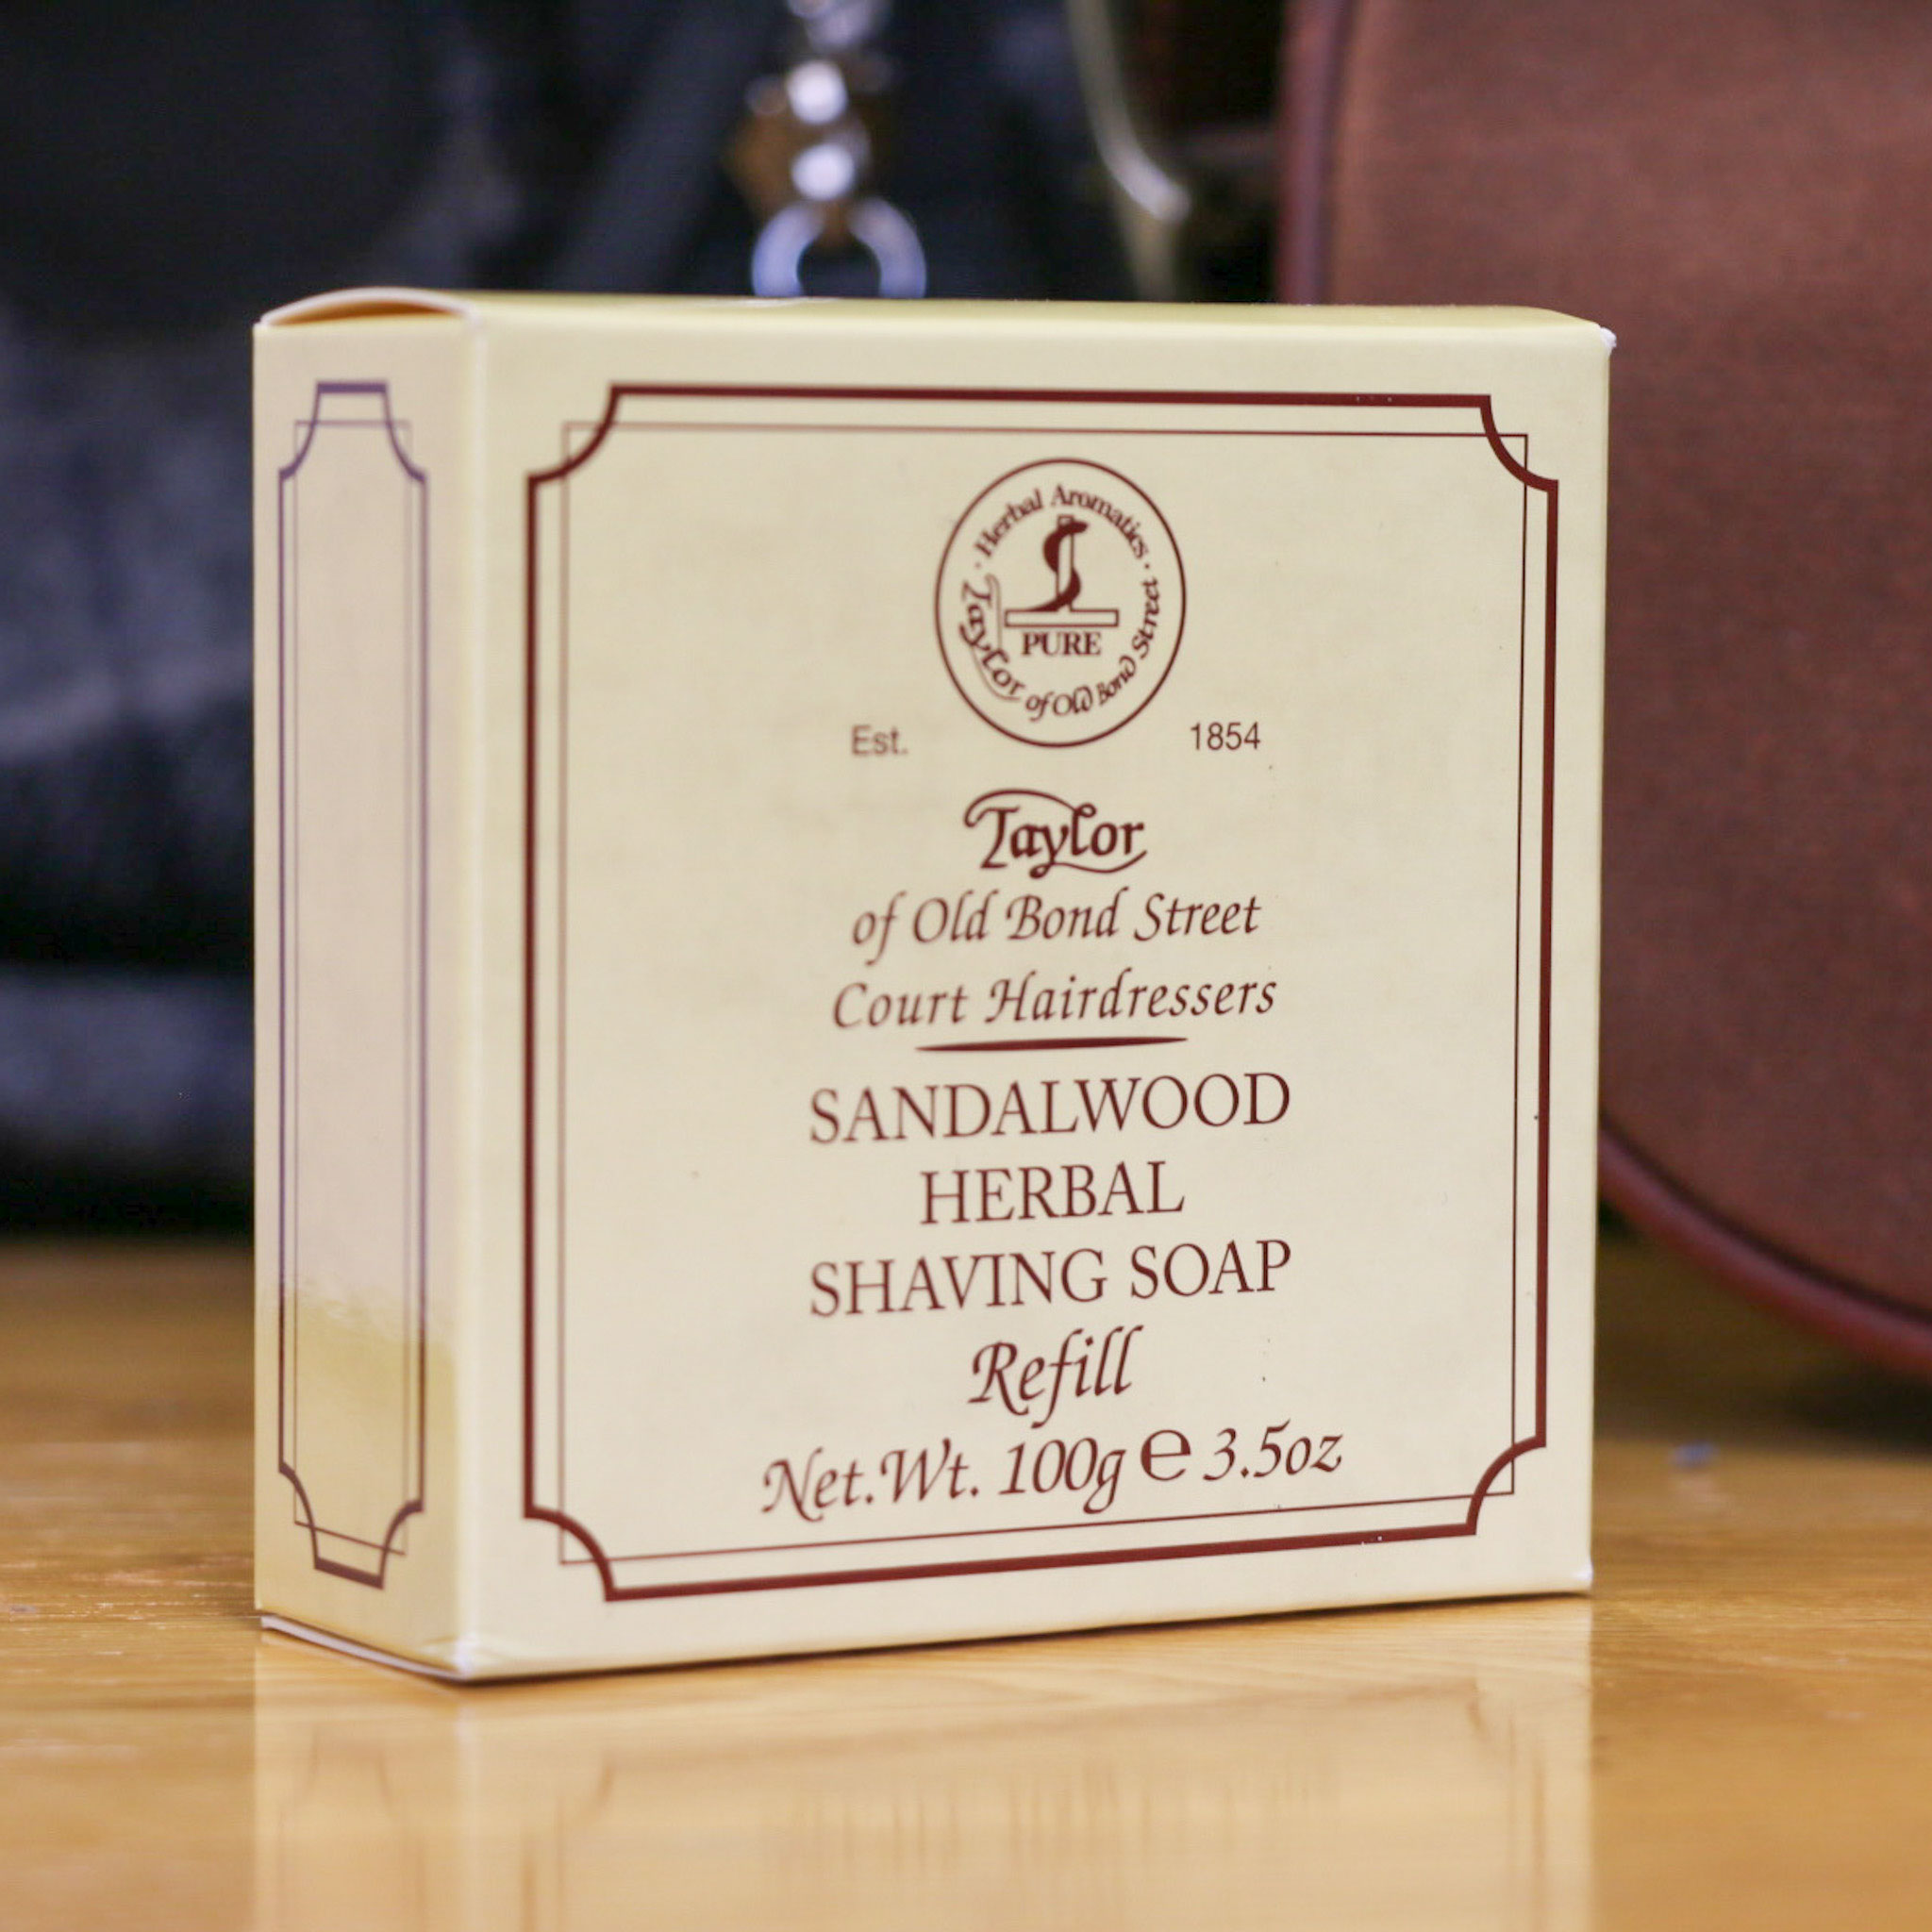 · Herbal Aromatics ·
PURE
Taylor of Old Bond Street
Est. 1854
Taylor
of Old Bond Street
Court Hairdressers
SANDALWOOD
HERBAL
SHAVING SOAP
Refill
Net.Wt. 100g ℮ 3.5oz